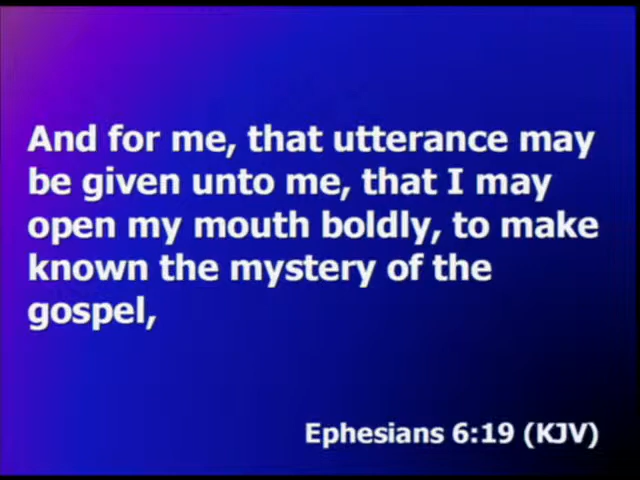 And for me, that utterance may
be given unto me, that I may
open my mouth boldly, to make
known the mystery of the
gospel,
Ephesians 6:19 (KJV)